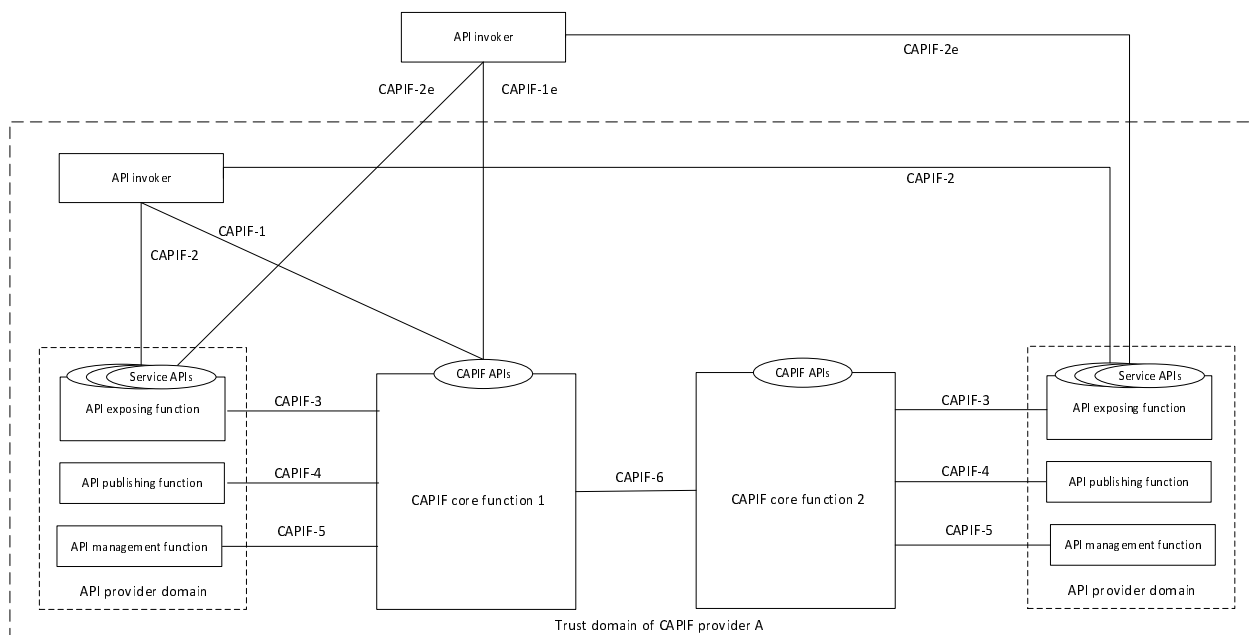 API invoker
CAPIF-2e
CAPIF-2e
CAPIF-1e
API invoker
CAPIF-2
CAPIF-1
CAPIF-2
Service APIs
CAPIF APIs
CAPIF APIs
Service APIs
API exposing function
CAPIF-3
CAPIF-3
API exposing function
CAPIF-4
CAPIF-6
CAPIF-4
API publishing function
API publishing function
CAPIF core function 1
CAPIF core function 2
CAPIF-5
CAPIF-5
API management function
API management function
API provider domain
API provider domain
Trust domain of CAPIF provider A